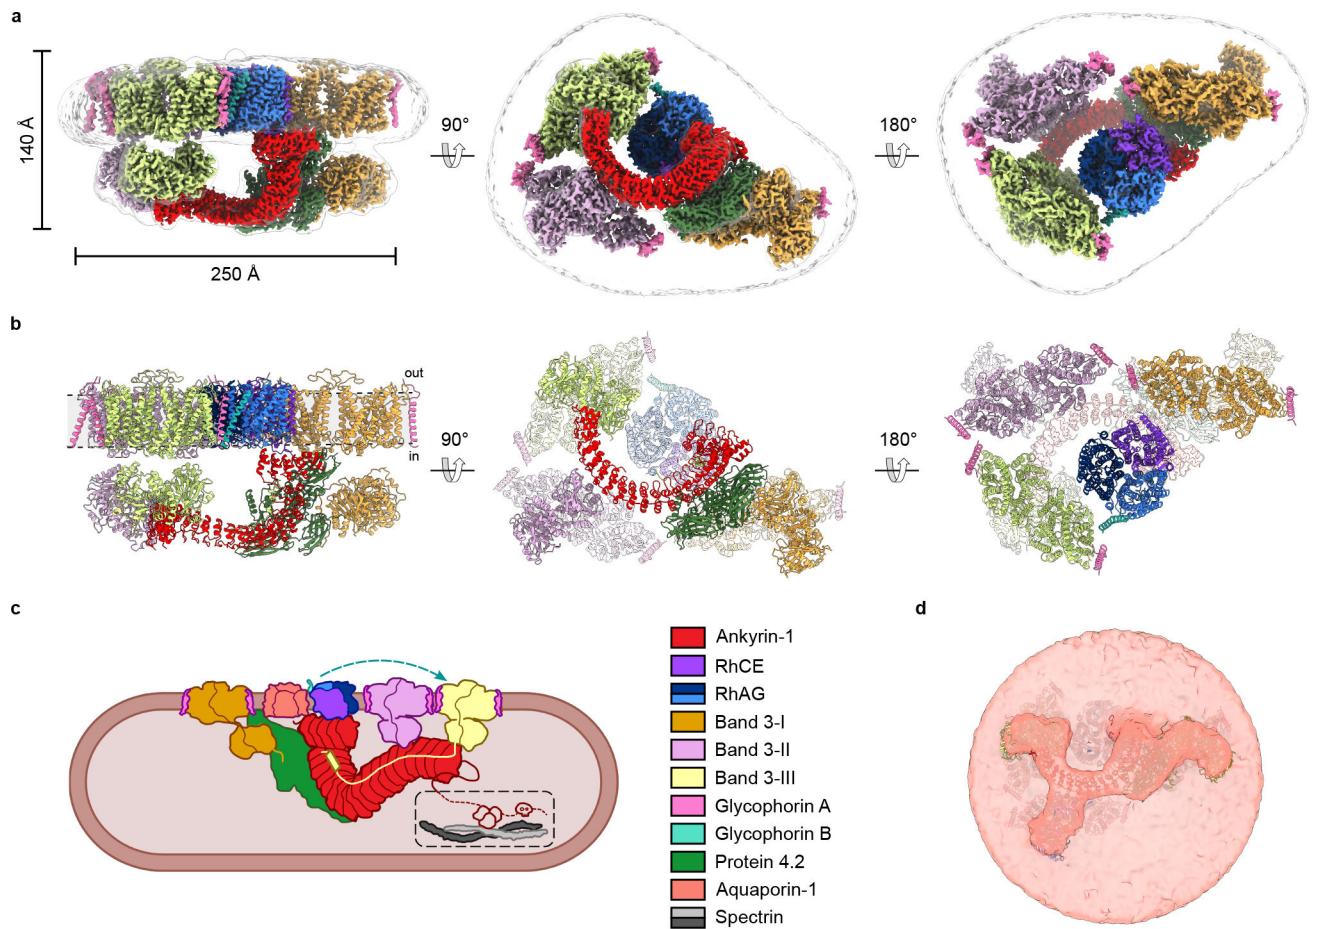 a
140 Å
250 Å
90°
180°
b
out
in
90°
180°
c
Ankyrin-1
RhCE
RhAG
Band 3-I
Band 3-II
Band 3-III
Glycophorin A
Glycophorin B
Protein 4.2
Aquaporin-1
Spectrin
d